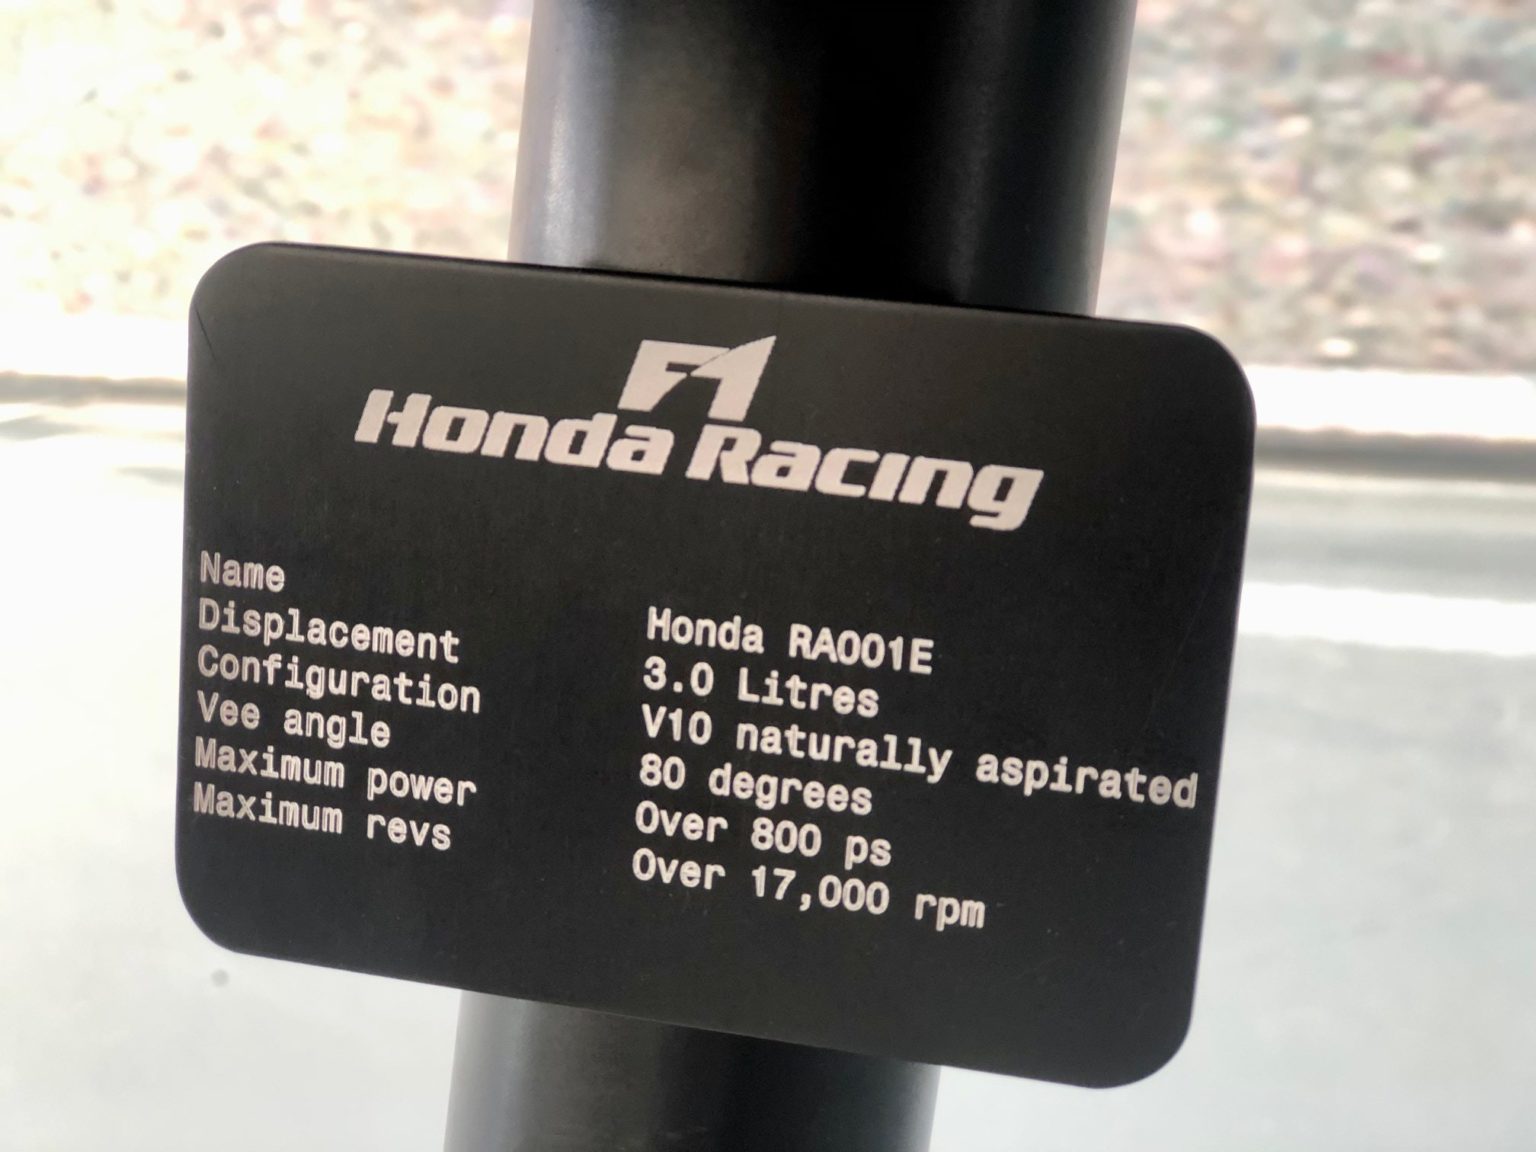 F1
Honda Racing
Name Honda RA001E
Displacement 3.0 Litres
Configuration V10 naturally aspirated
Vee angle 80 degrees
Maximum power Over 800 ps
Maximum revs Over 17,000 rpm